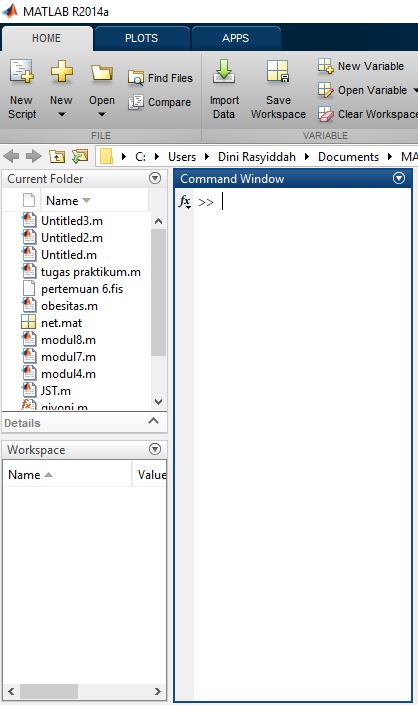 MATLAB R2014a
HOME PLOTS APPS
New Script
New
Open
Find Files
Compare
Import Data
Save Workspace
New Variable
Open Variable
Clear Workspace
FILE VARIABLE
C: Users Dini Rasyiddah Documents MA
Current Folder
Name
Untitled3.m
Untitled2.m
Untitled.m
tugas praktikum.m
pertemuan 6.fis
obesitas.m
net.mat
modul8.m
modul7.m
modul4.m
JST.m
Details
Workspace
Name Value
Command Window
fx >>